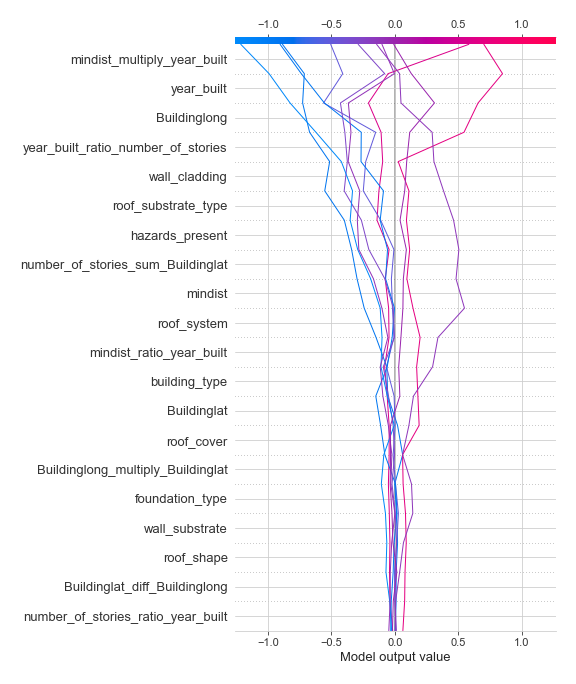 −1.0 −0.5 0.0 0.5 1.0
mindist_multiply_year_built
year_built
Buildinglong
year_built_ratio_number_of_stories
wall_cladding
roof_substrate_type
hazards_present
number_of_stories_sum_Buildinglat
mindist
roof_system
mindist_ratio_year_built
building_type
Buildinglat
roof_cover
Buildinglong_multiply_Buildinglat
foundation_type
wall_substrate
roof_shape
Buildinglat_diff_Buildinglong
number_of_stories_ratio_year_built
−1.0 −0.5 0.0 0.5 1.0
Model output value